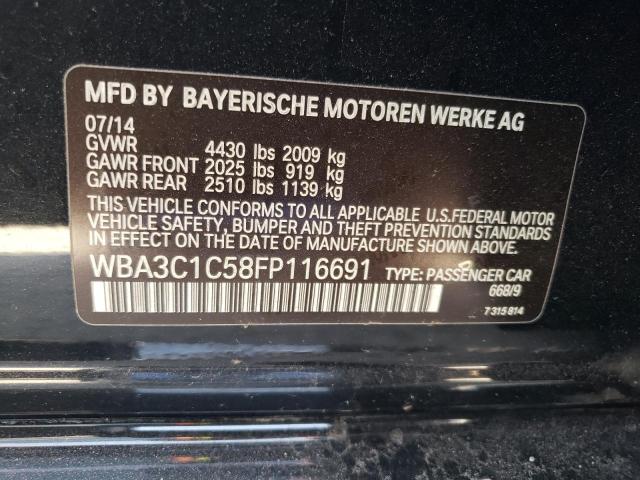 MFD BY BAYERISCHE MOTOREN WERKE AG
07/14
GVWR 4430 lbs 2009 kg
GAWR FRONT 2025 lbs 919 kg
GAWR REAR 2510 lbs 1139 kg
THIS VEHICLE CONFORMS TO ALL APPLICABLE U.S.FEDERAL MOTOR
VEHICLE SAFETY, BUMPER AND THEFT PREVENTION STANDARDS
IN EFFECT ON THE DATE OF MANUFACTURE SHOWN ABOVE.
WBA3C1C58FP116691 TYPE: PASSENGER CAR
668/9
7315814